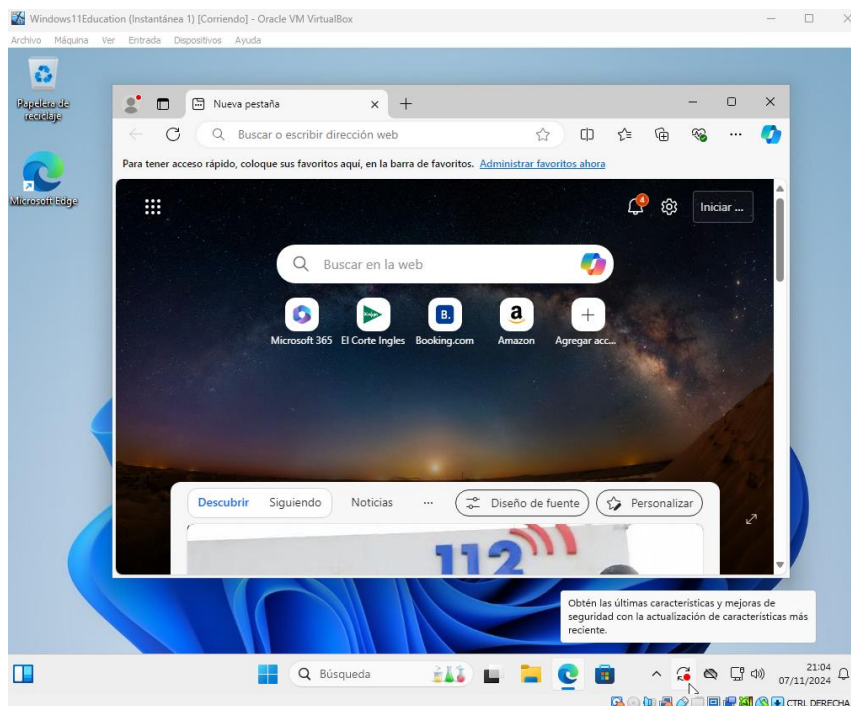 Windows11Education (Instantánea 1) [Corriendo] - Oracle VM VirtualBox
Archivo Máquina Ver Entrada Dispositivos Ayuda
Papelera de
reciclaje
Microsoft Edge
Nueva pestaña
Buscar o escribir dirección web
Para tener acceso rápido, coloque sus favoritos aquí, en la barra de favoritos. Administrar favoritos ahora
4
Iniciar ...
Buscar en la web
B.
a
Microsoft 365 El Corte Ingles Booking.com Amazon Agregar acc...
Descubrir Siguiendo Noticias ... Diseño de fuente Personalizar
112
Obtén las últimas características y mejoras de
seguridad con la actualización de características más
reciente.
Búsqueda
21:04
07/11/2024
CTRL DERECHA